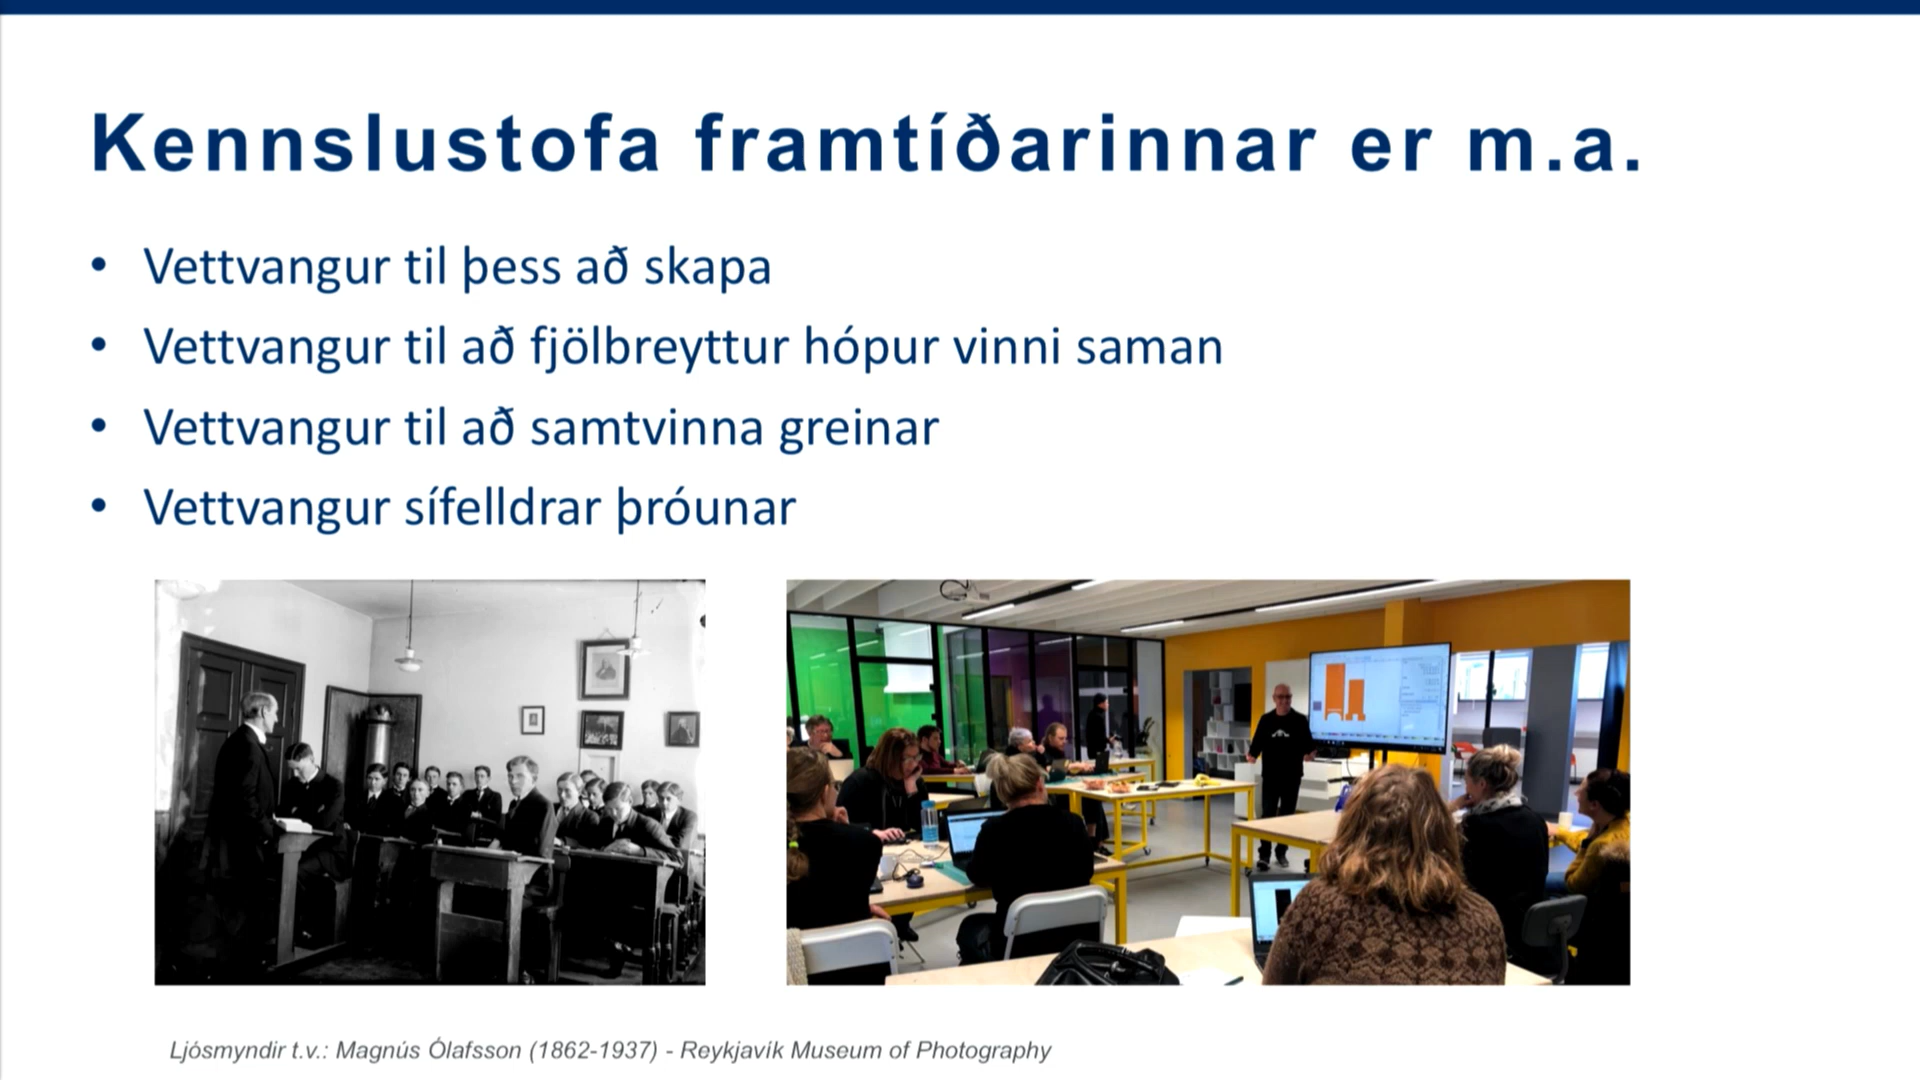 Kennslustofa framtíðarinnar er m.a.
• Vettvangur til þess að skapa
• Vettvangur til að fjölbreyttur hópur vinni saman
• Vettvangur til að samtvinna greinar
• Vettvangur sífelldrar þróunar
Ljósmyndir t.v.: Magnús Ólafsson (1862-1937) - Reykjavík Museum of Photography